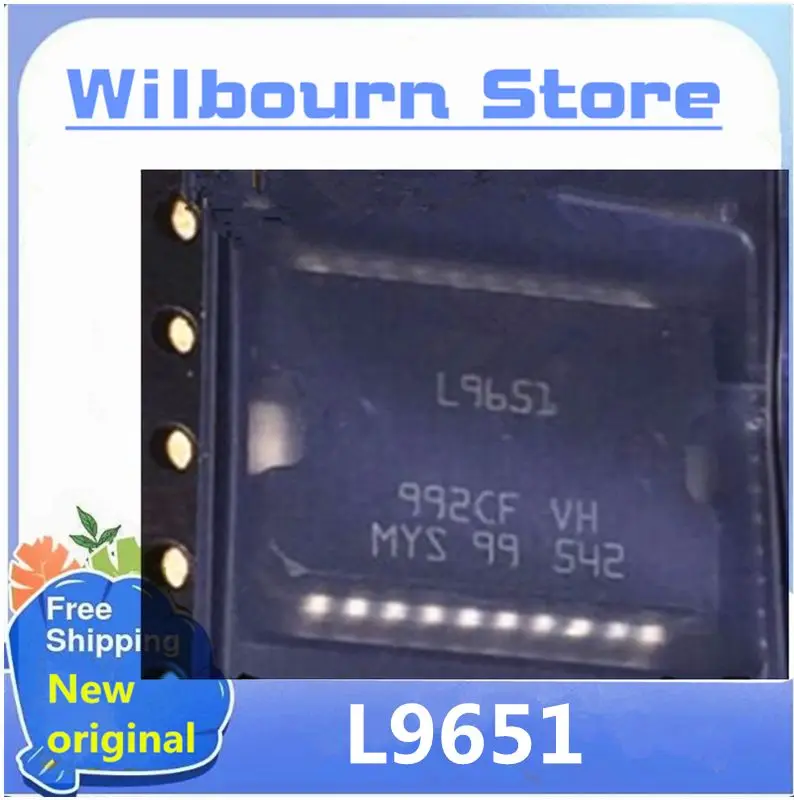 Wilbourn Store
L9651
992CF VH
MYS 99 542
Free
Shipping
New
original
L9651